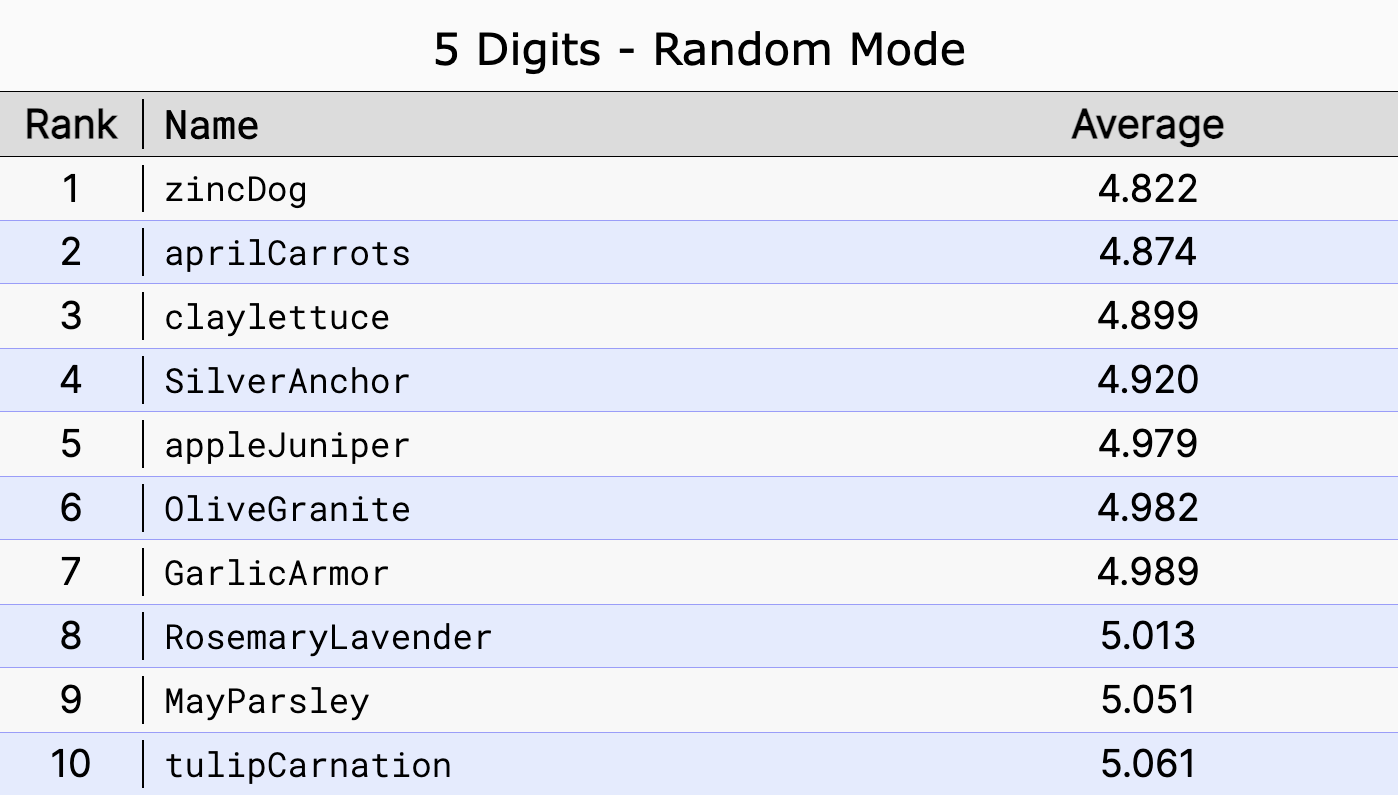 5 Digits - Random Mode
Rank Name Average
1 zincDog 4.822
2 aprilCarrots 4.874
3 claylettuce 4.899
4 SilverAnchor 4.920
5 appleJuniper 4.979
6 OliveGranite 4.982
7 GarlicArmor 4.989
8 RosemaryLavender 5.013
9 MayParsley 5.051
10 tulipCarnation 5.061